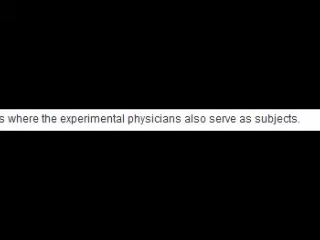 s where the experimental physicians also serve as subjects.